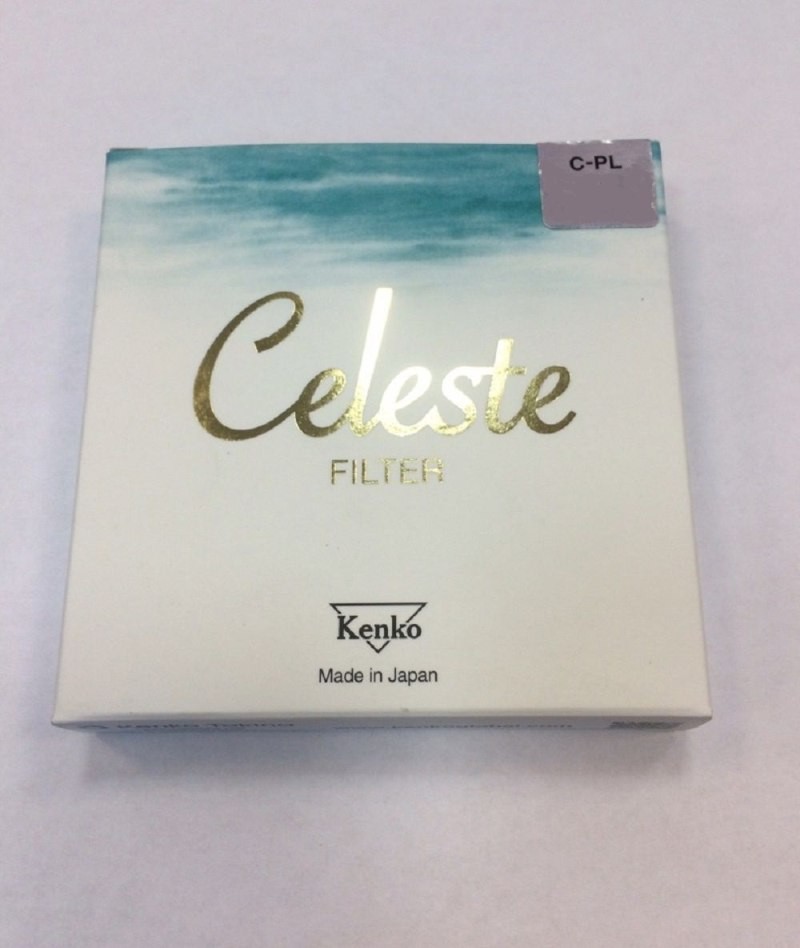 C-PL
Celeste
FILTER
Kenko
Made in Japan